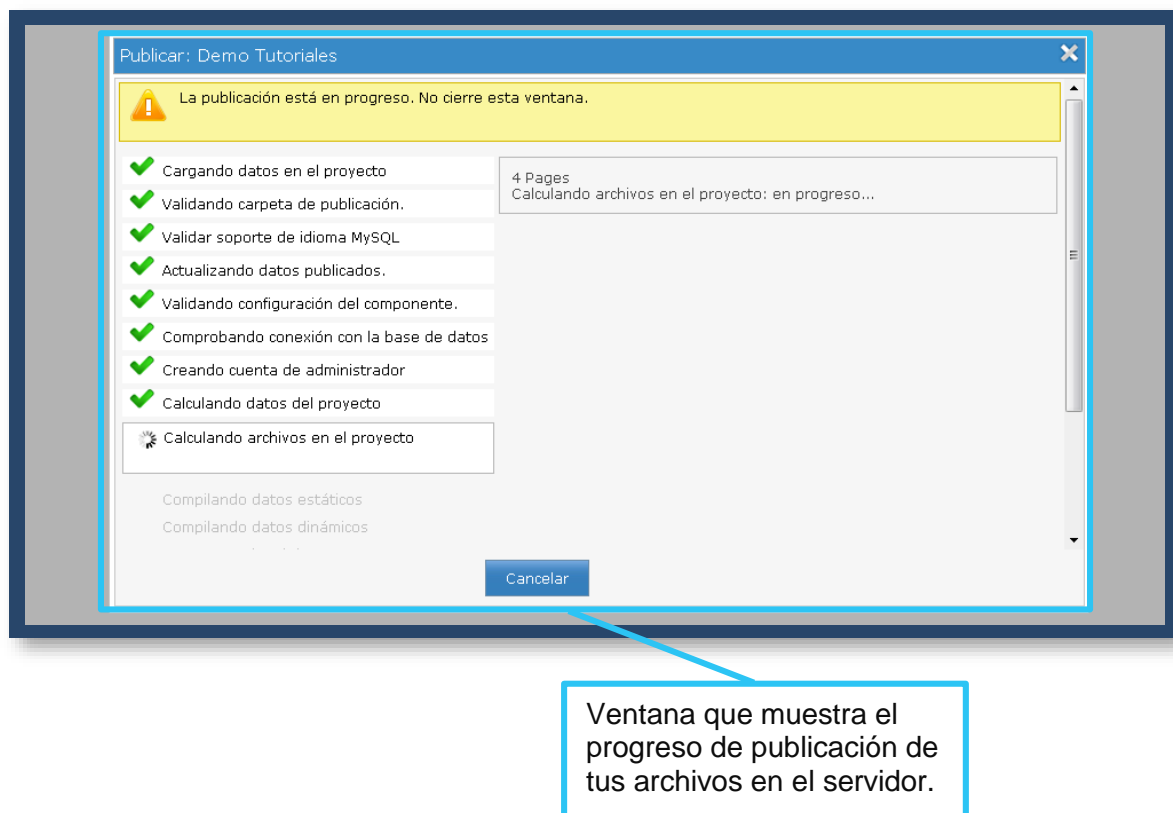 Publicar: Demo Tutoriales
La publicación está en progreso. No cierre esta ventana.
Cargando datos en el proyecto
Validando carpeta de publicación.
Validar soporte de idioma MySQL
Actualizando datos publicados.
Validando configuración del componente.
Comprobando conexión con la base de datos
Creando cuenta de administrador
Calculando datos del proyecto
Calculando archivos en el proyecto
Compilando datos estáticos
Compilando datos dinámicos
4 Pages
Calculando archivos en el proyecto: en progreso...
Cancelar
Ventana que muestra el
progreso de publicación de
tus archivos en el servidor.